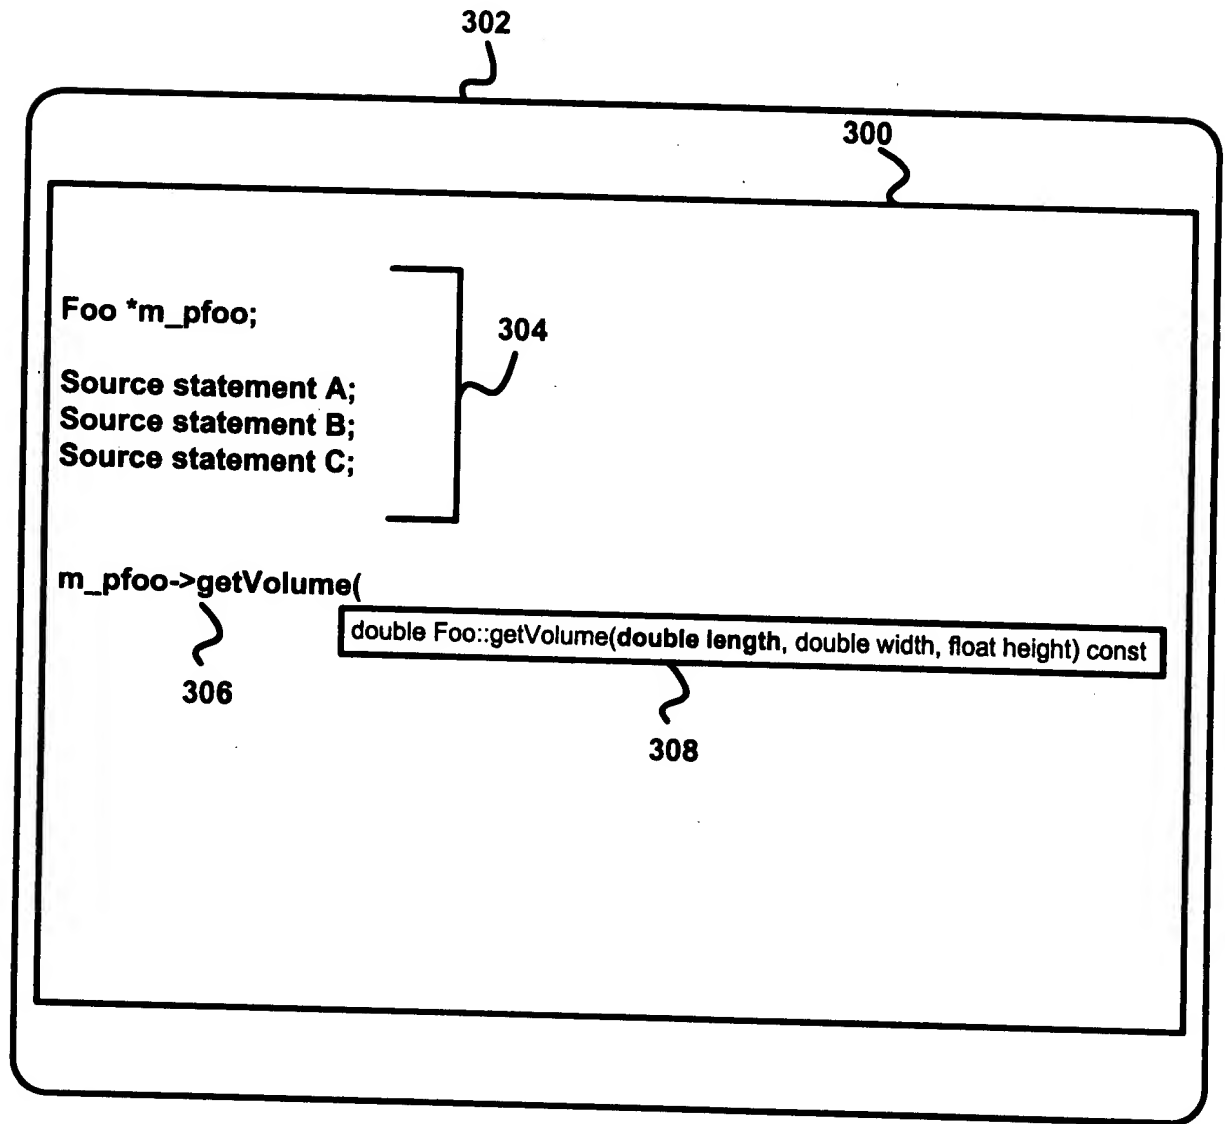 302
300
Foo *m_pfoo;
304
Source statement A;
Source statement B;
Source statement C;
m_pfoo->getVolume(
double Foo::getVolume(double length, double width, float height) const
306
308